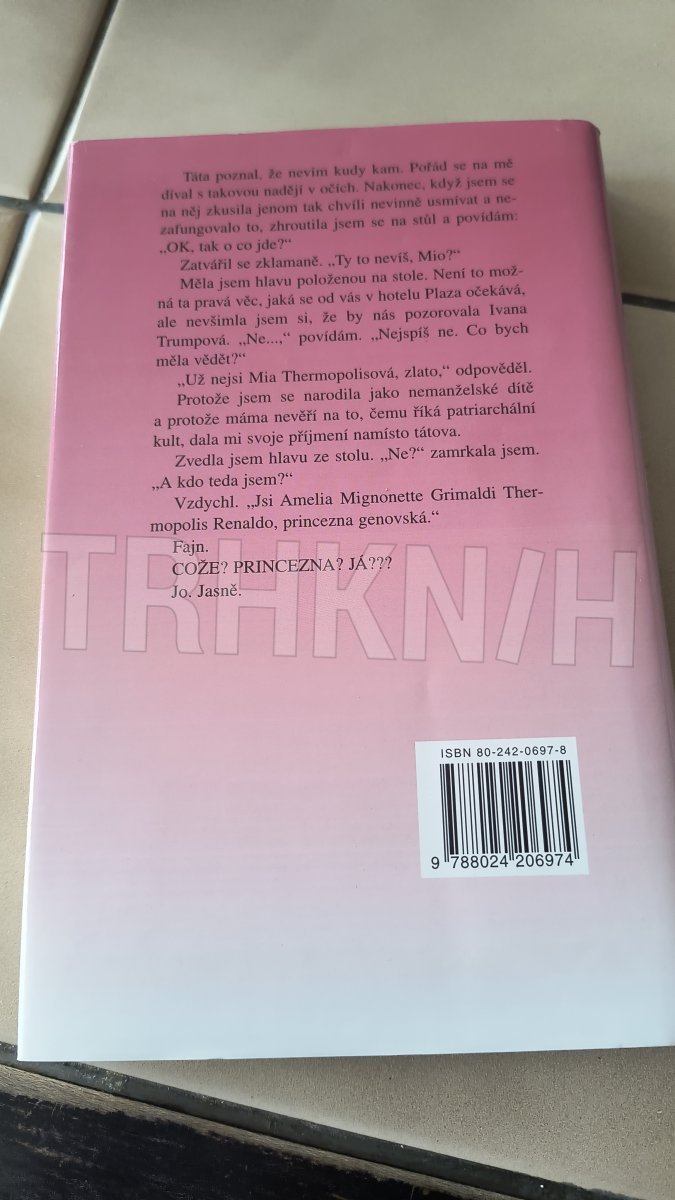 Táta poznal, že nevím kudy kam. Pořád se na mě
díval s takovou nadějí v očích. Nakonec, když jsem se
na něj zkusila jenom tak chvíli nevinně usmívat a ne-
zafungovalo to, zhroutila jsem se na stůl a povídám:
„OK, tak o co jde?“
Zatvářil se zklamaně. „Ty to nevíš, Mio?“
Měla jsem hlavu položenou na stole. Není to mož-
ná ta pravá věc, jaká se od vás v hotelu Plaza očekává,
ale nevšimla jsem si, že by nás pozorovala Ivana
Trumpová. „Ne...,“ povídám. „Nejspíš ne. Co bych
měla vědět?“
„Už nejsi Mia Thermopolisová, zlato,“ odpověděl.
Protože jsem se narodila jako nemanželské dítě
a protože máma nevěří na to, čemu říká patriarchální
kult, dala mi svoje příjmení namísto tátova.
Zvedla jsem hlavu ze stolu. „Ne?“ zamrkala jsem.
„A kdo teda jsem?“
Vzdychl. „Jsi Amelia Mignonette Grimaldi Ther-
mopolis Renaldo, princezna genovská.“
Fajn.
COŽE? PRINCEZNA? JÁ???
Jo. Jasně.
TRHKNIH
ISBN 80-242-0697-8
9 788024 206974